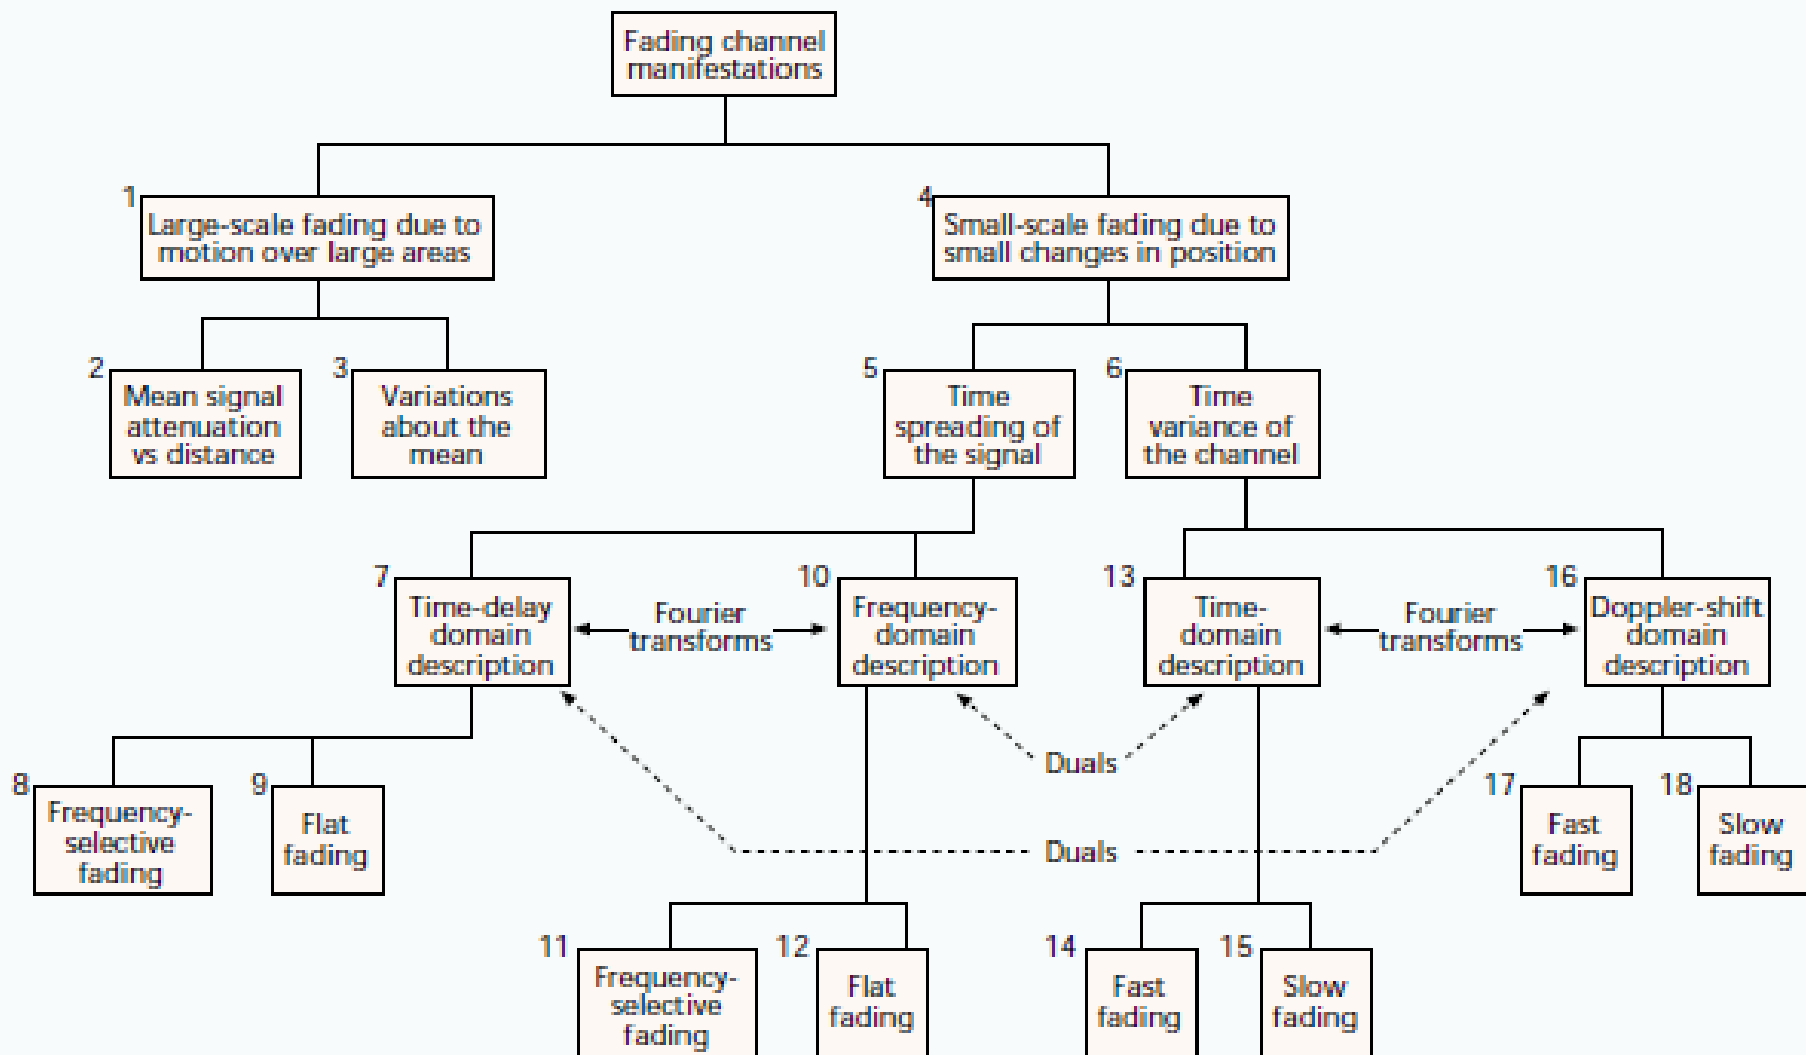 Fading channel
manifestations
1
Large-scale fading due to
motion over large areas
4
Small-scale fading due to
small changes in position
2
Mean signal
attenuation
vs distance
3
Variations
about the
mean
5
Time
spreading of
the signal
6
Time
variance of
the channel
7
Time-delay
domain
description
Fourier
transforms
10
Frequency-
domain
description
13
Time-
domain
description
Fourier
transforms
16
Doppler-shift
domain
description
Duals
Duals
8
Frequency-
selective
fading
9
Flat
fading
17
Fast
fading
18
Slow
fading
11
Frequency-
selective
fading
12
Flat
fading
14
Fast
fading
15
Slow
fading